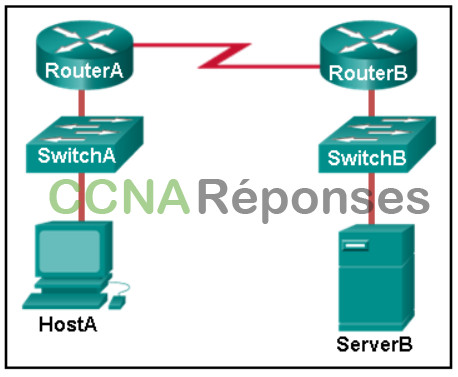 RouterA
RouterB
SwitchA
SwitchB
CCNA Réponses
HostA
ServerB